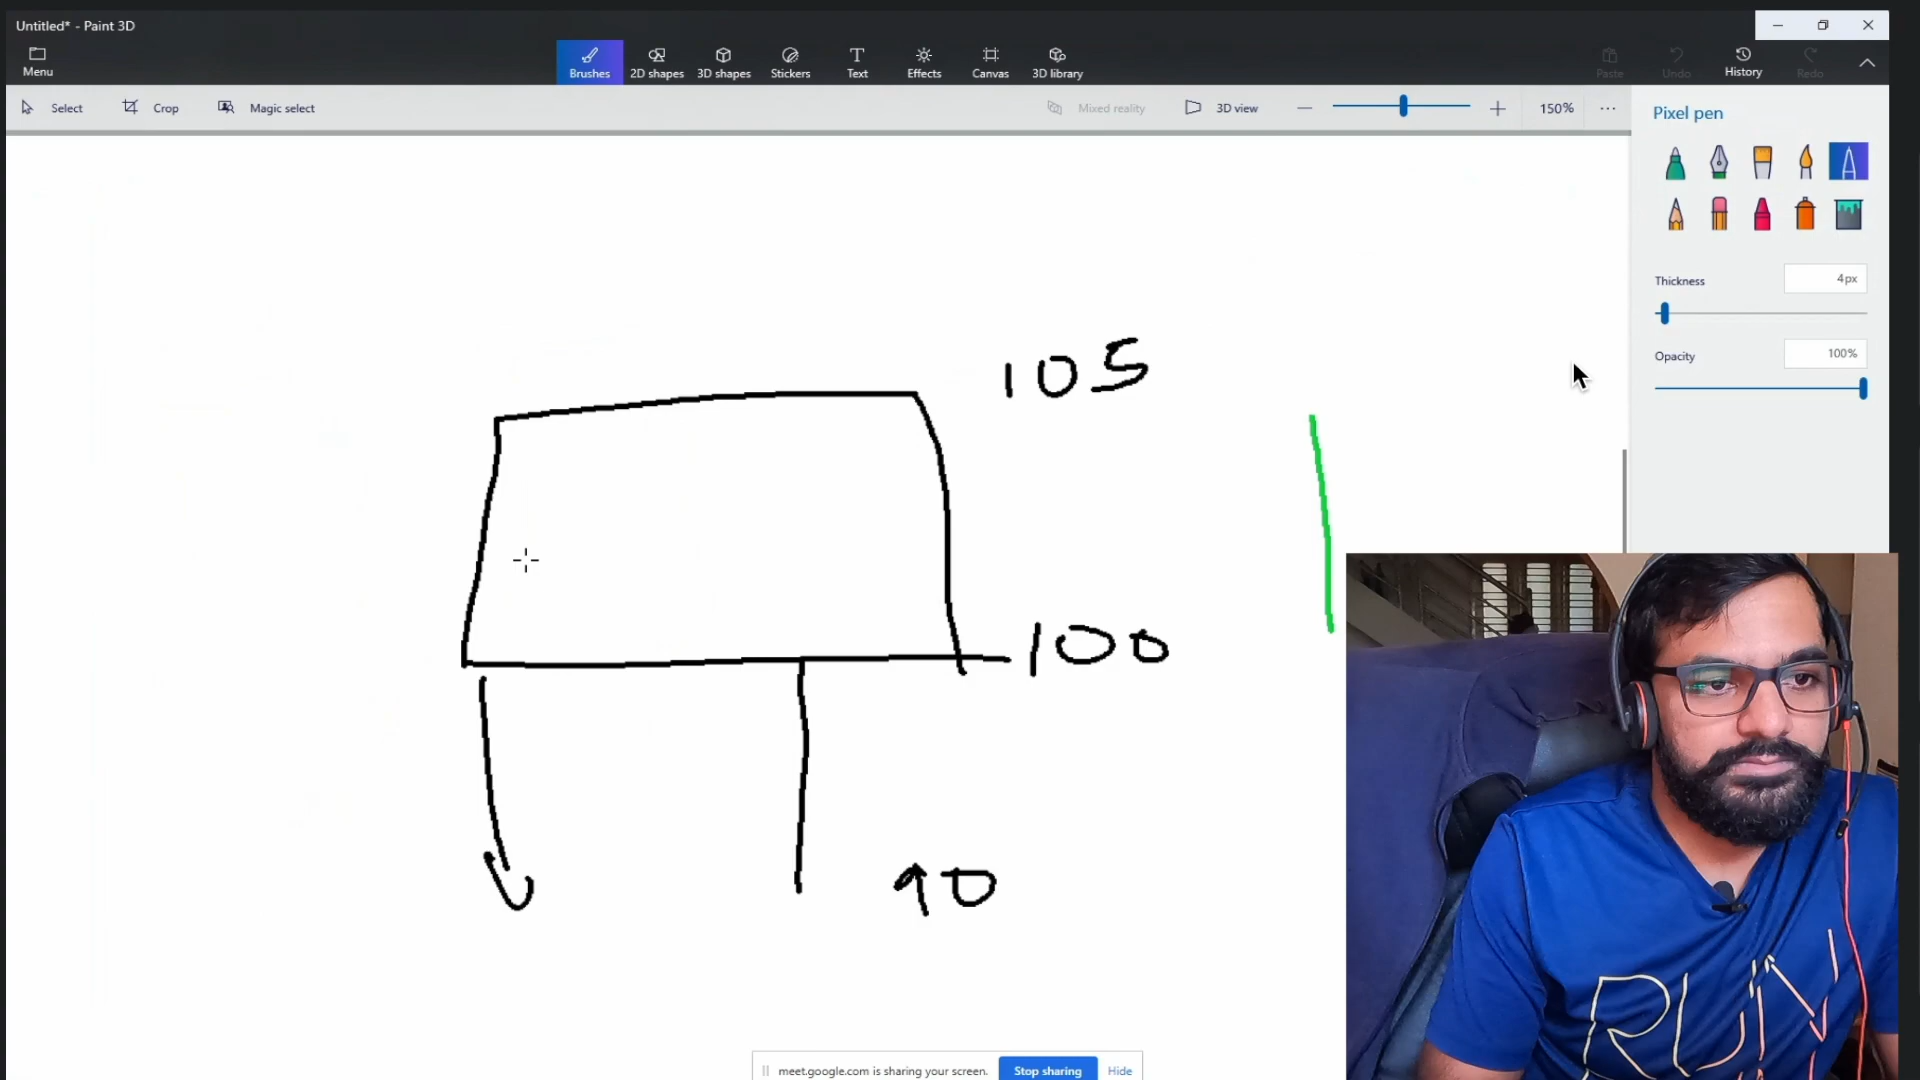 Untitled* - Paint 3D
Menu
Brushes
2D shapes
3D shapes
Stickers
Text
Effects
Canvas
3D library
Paste
Undo
History
Redo
Select
Crop
Magic select
Mixed reality
3D view
150%
Pixel pen
Thickness
4px
Opacity
100%
105
100
90
RUN
meet.google.com is sharing your screen.
Stop sharing
Hide